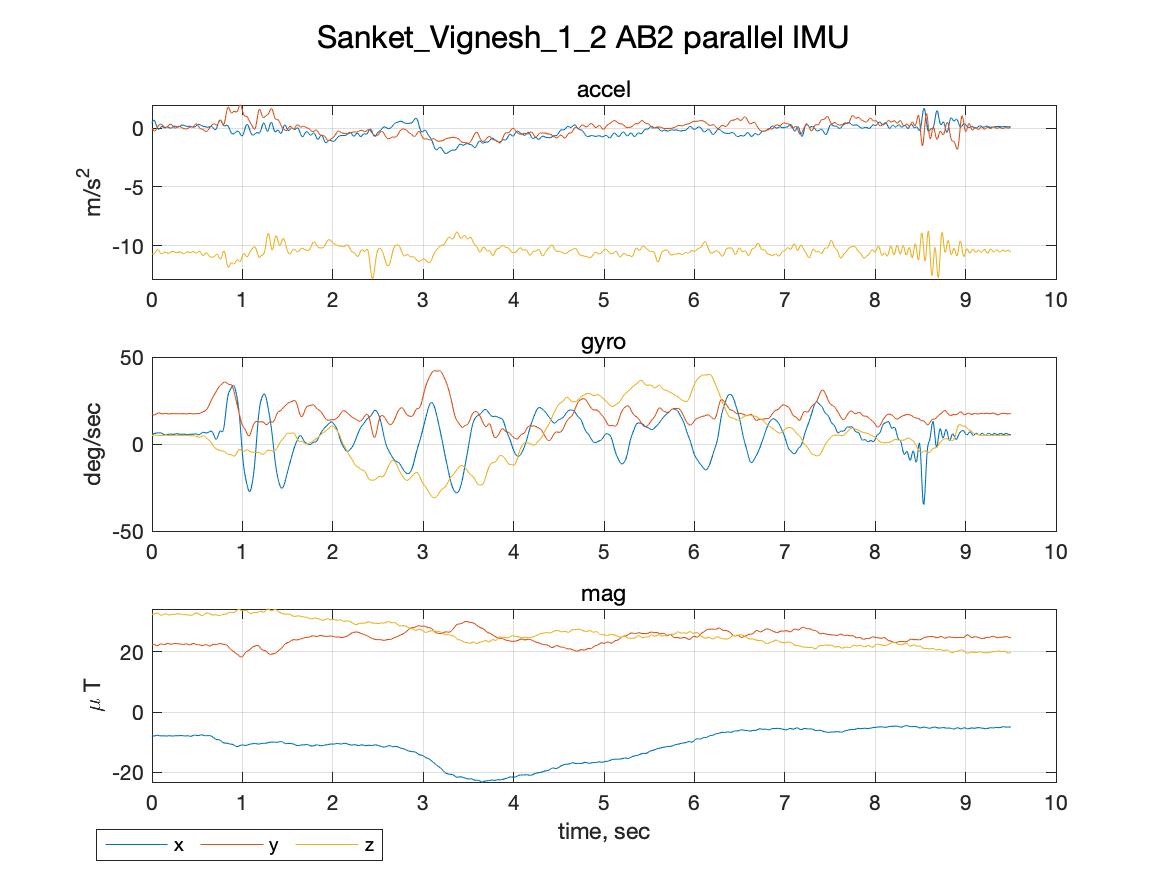 Sanket_Vignesh_1_2 AB2 parallel IMU
accel
m/s2
0
-5
-10
0 1 2 3 4 5 6 7 8 9 10
gyro
deg/sec
50
0
-50
0 1 2 3 4 5 6 7 8 9 10
mag
μ T
20
0
-20
0 1 2 3 4 5 6 7 8 9 10
time, sec
x y z